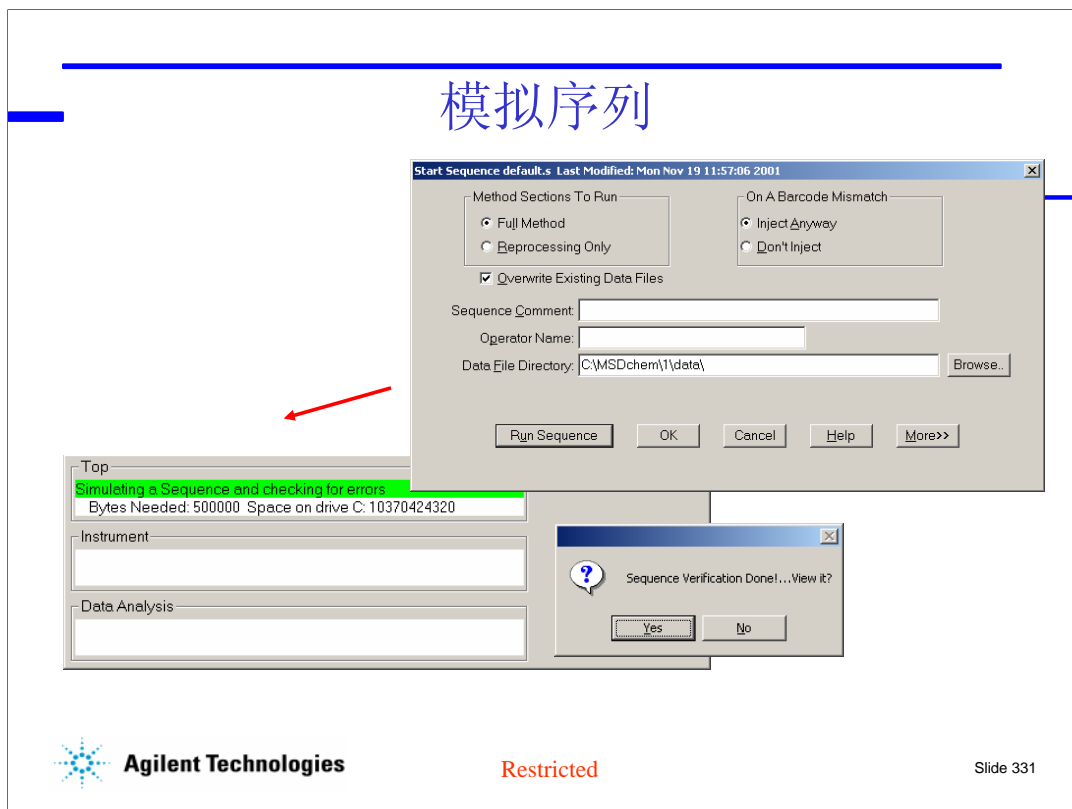 模拟序列
Start Sequence default.s Last Modified: Mon Nov 19 11:57:06 2001
Method Sections To Run
Full Method
Reprocessing Only
On A Barcode Mismatch
Inject Anyway
Don't Inject
Overwrite Existing Data Files
Sequence Comment:
Operator Name:
Data File Directory: C:\MSDchem\1\data\ Browse..
Run Sequence OK Cancel Help More>>
Top
Simulating a Sequence and checking for errors
Bytes Needed: 500000 Space on drive C: 10370424320
Instrument
Data Analysis
Sequence Verification Done!...View it?
Yes No
Agilent Technologies
Restricted
Slide 331